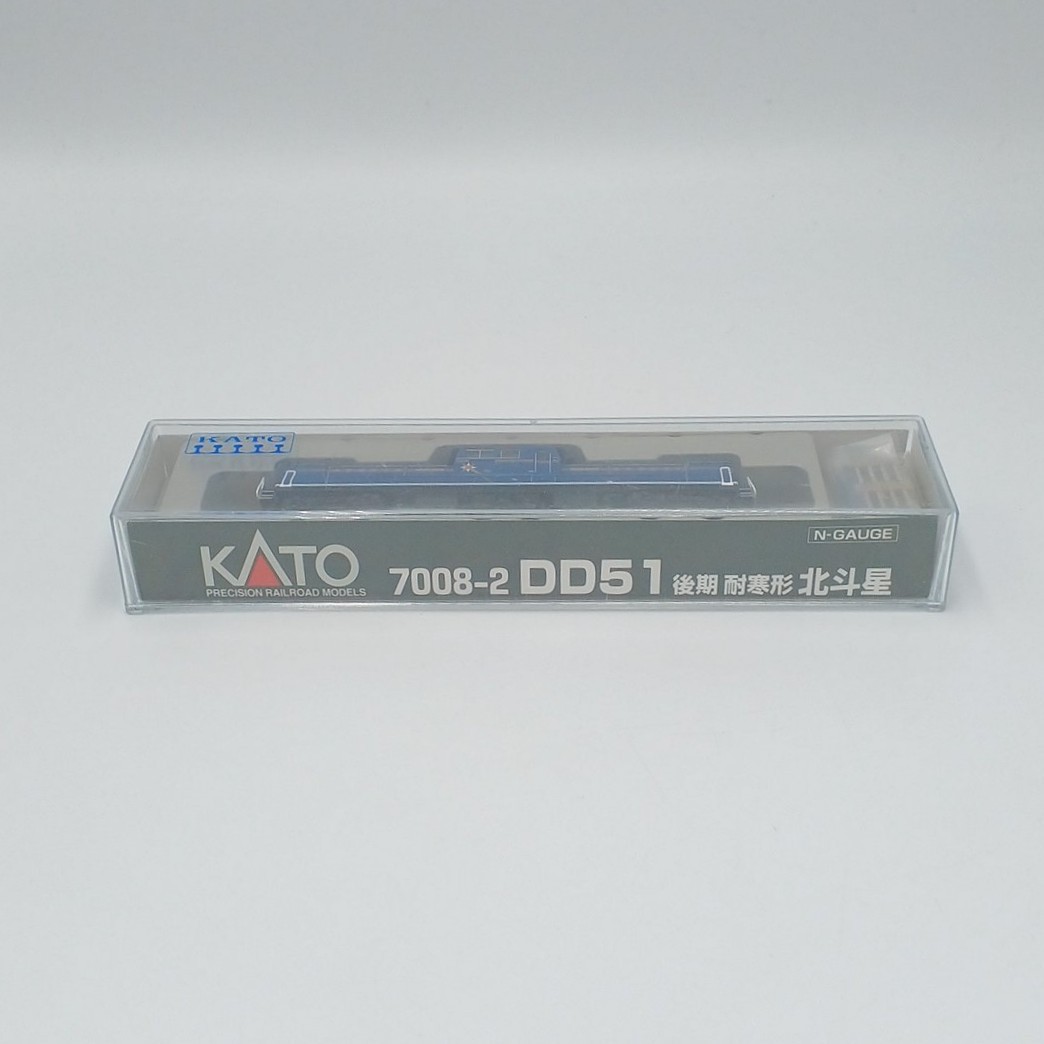 KATO
N-GAUGE
KATO
PRECISION RAILROAD MODELS
7008-2 DD51 後期 耐寒形 北斗星